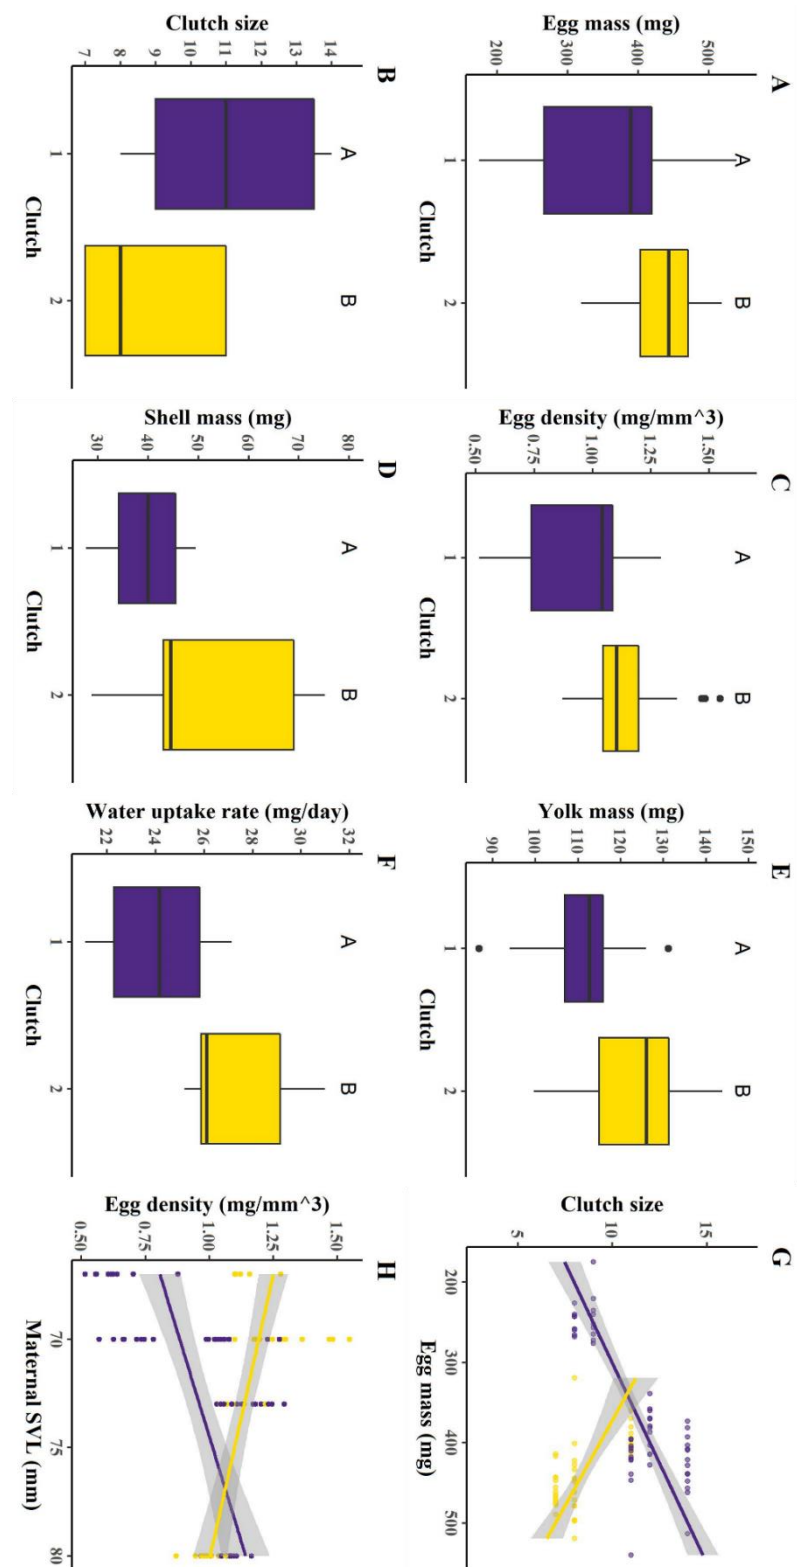 A
Egg mass (mg)
500
400
300
200
A
B
1
2
Clutch
C
Egg density (mg/mm^3)
1.50
1.25
1.00
0.75
0.50
A
B
1
2
Clutch
E
Yolk mass (mg)
150
140
130
120
110
100
90
A
B
1
2
Clutch
G
Clutch size
15
10
5
200
300
400
500
Egg mass (mg)
B
Clutch size
14
13
12
11
10
9
8
7
A
B
1
2
Clutch
D
Shell mass (mg)
80
70
60
50
40
30
A
B
1
2
Clutch
F
Water uptake rate (mg/day)
32
30
28
26
24
22
A
B
1
2
Clutch
H
Egg density (mg/mm^3)
1.50
1.25
1.00
0.75
0.50
70
75
80
Maternal SVL (mm)